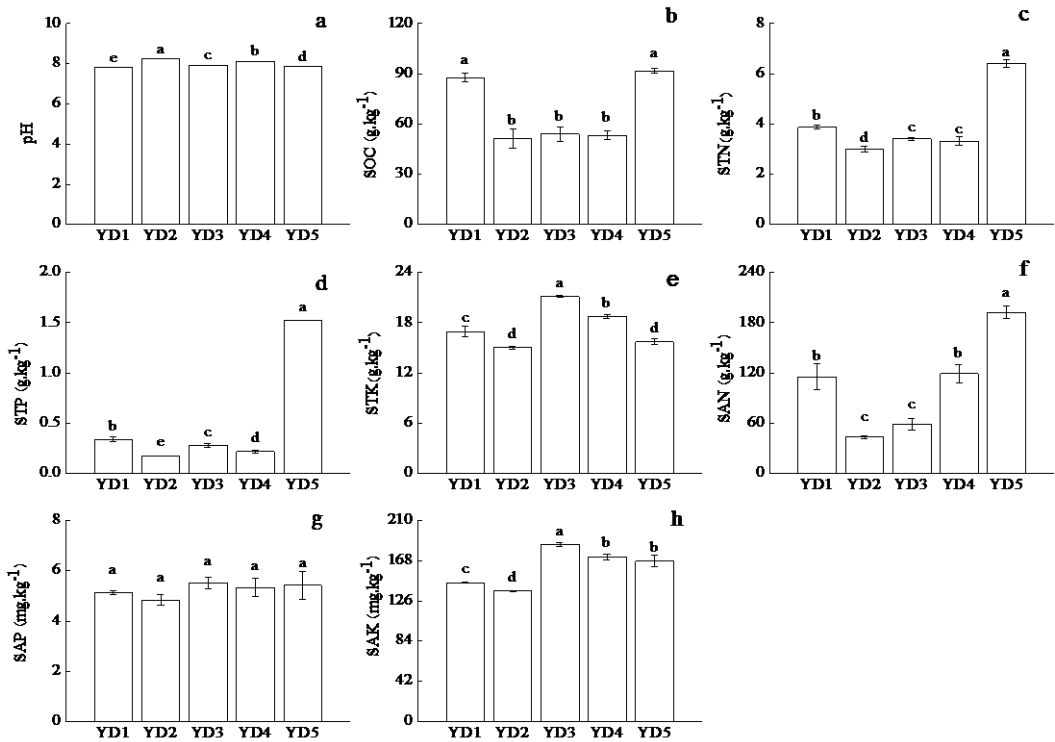 10
a
8
e a c b d
6
pH
4
2
0
YD1 YD2 YD3 YD4 YD5
120
b
90
a b b b a
SOC (g.kg-1)
60
30
0
YD1 YD2 YD3 YD4 YD5
8
c
6
b d c c a
STN(g.kg-1)
4
2
0
YD1 YD2 YD3 YD4 YD5
2.0
d
1.5
b e c d a
STP (g.kg-1)
1.0
0.5
0.0
YD1 YD2 YD3 YD4 YD5
24
e
18
c d a b d
STK(g.kg-1)
12
6
0
YD1 YD2 YD3 YD4 YD5
240
f
180
b c c b a
SAN (g.kg-1)
120
60
0
YD1 YD2 YD3 YD4 YD5
8
g
6
a a a a a
SAP (mg.kg-1)
4
2
0
YD1 YD2 YD3 YD4 YD5
210
h
168
c d a b b
SAK (mg.kg-1)
126
84
42
0
YD1 YD2 YD3 YD4 YD5